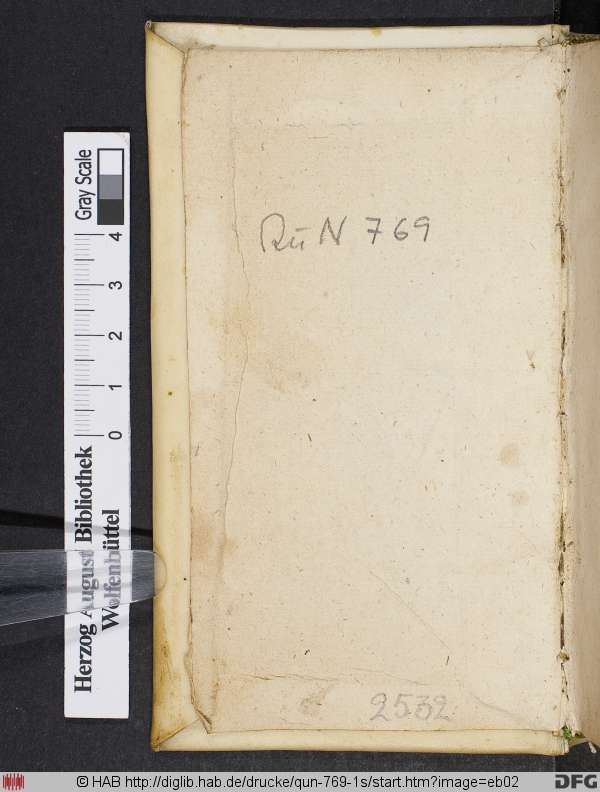 QuN 769
2532
Herzog August Bibliothek
Wolfenbüttel
0 1 2 3 4
Gray Scale
© HAB http://diglib.hab.de/drucke/qun-769-1s/start.htm?image=eb02
DFG